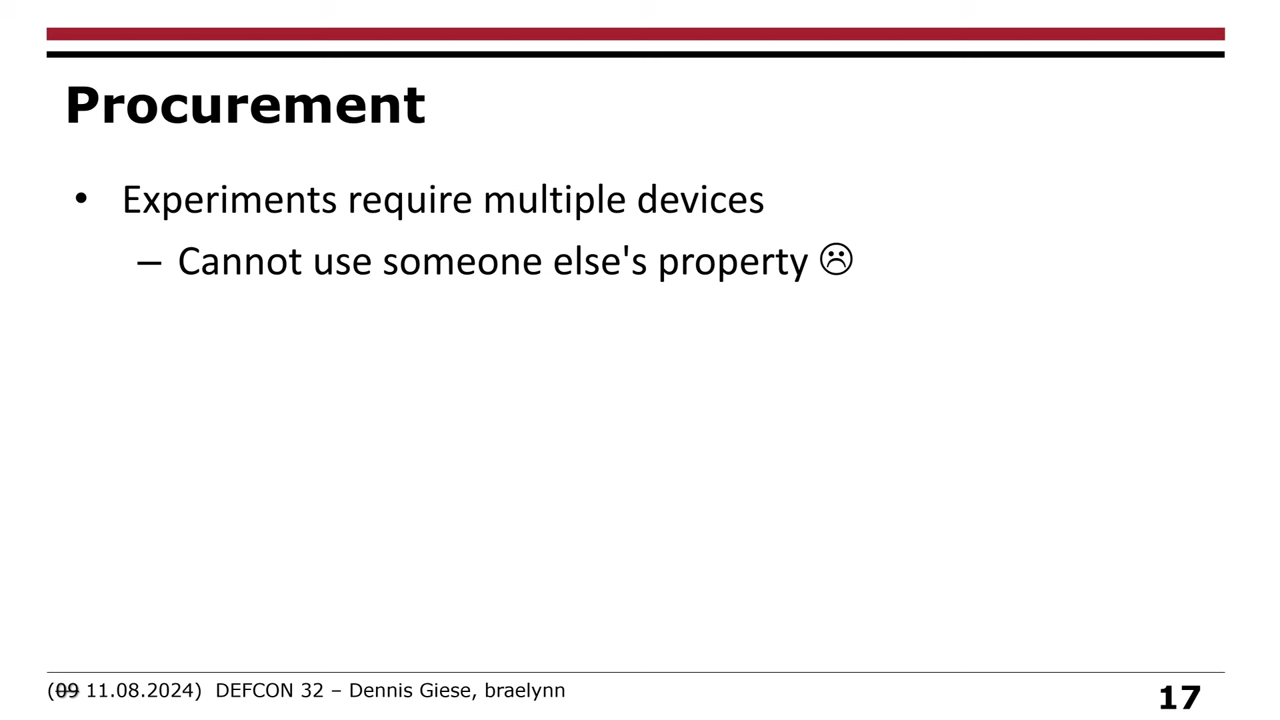 Procurement
• Experiments require multiple devices
– Cannot use someone else's property ☹
(09 11.08.2024) DEFCON 32 – Dennis Giese, braelynn
17